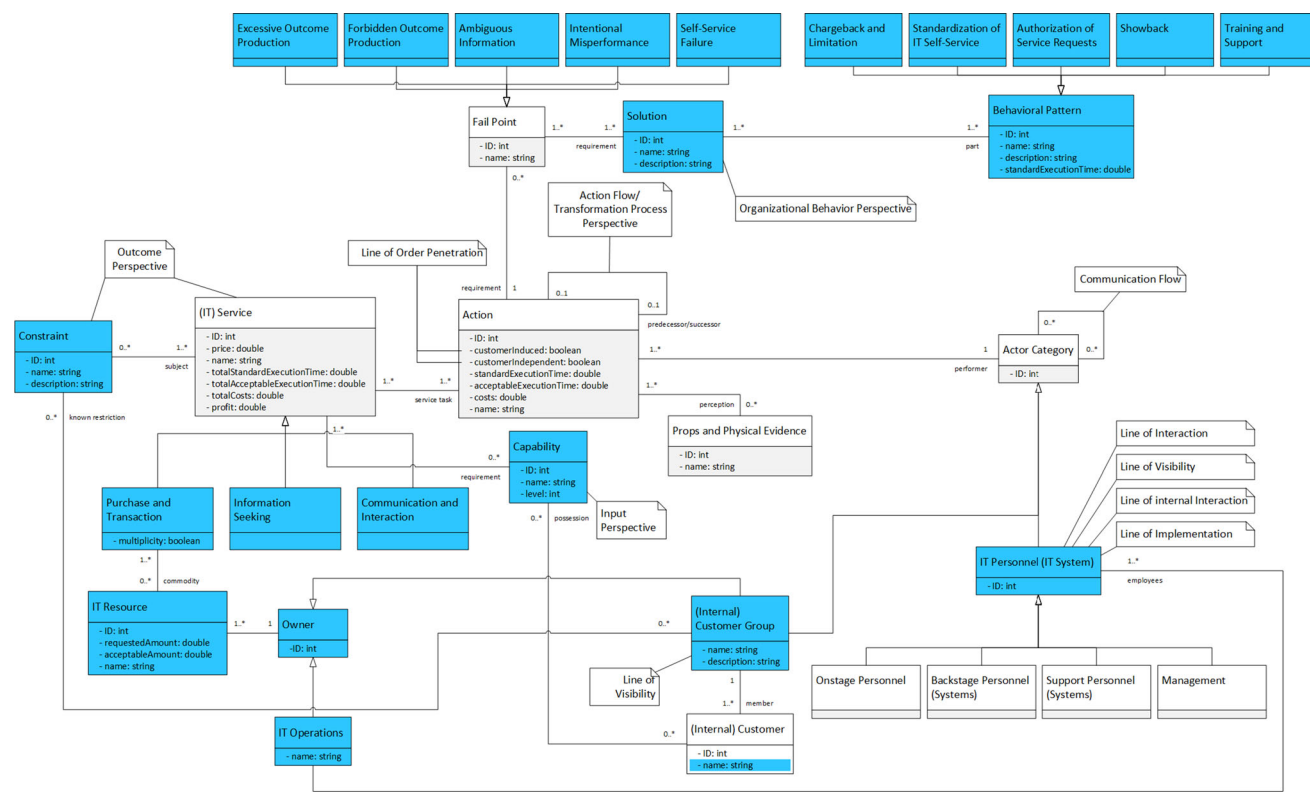 Excessive Outcome
Production
Forbidden Outcome
Production
Ambiguous
Information
Intentional
Misperformance
Self-Service
Failure
Chargeback and
Limitation
Standardization of
IT Self-Service
Authorization of
Service Requests
Showback
Training and
Support
Fail Point
- ID: int
- name: string
1..*
1..*
requirement
Solution
- ID: int
- name: string
- description: string
1..*
1..*
part
Behavioral Pattern
- ID: int
- name: string
- description: string
- standardExecutionTime: double
0..*
Action Flow/
Transformation Process
Perspective
Organizational Behavior Perspective
Outcome
Perspective
Line of Order Penetration
Communication Flow
requirement
1
0..1
0..1
predecessor/successor
0..*
0..*
Constraint
- ID: int
- name: string
- description: string
0..*
1..*
subject
(IT) Service
- ID: int
- price: double
- name: string
- totalStandardExecutionTime: double
- totalAcceptableExecutionTime: double
- totalCosts: double
- profit: double
1..*
1..*
service task
Action
- ID: int
- customerInduced: boolean
- customerIndependent: boolean
- standardExecutionTime: double
- acceptableExecutionTime: double
- costs: double
- name: string
1..*
1
performer
Actor Category
- ID: int
1..*
0..*
perception
Props and Physical Evidence
- ID: int
- name: string
0..*
known restriction
1..*
0..*
requirement
Capability
- ID: int
- name: string
- level: int
Input
Perspective
0..*
possession
Line of Interaction
Line of Visibility
Line of internal Interaction
Line of Implementation
Purchase and
Transaction
- multiplicity: boolean
Information
Seeking
Communication and
Interaction
IT Personnel (IT System)
- ID: int
1..*
employees
1..*
0..*
commodity
IT Resource
- ID: int
- requestedAmount: double
- acceptableAmount: double
- name: string
1..*
1
Owner
-ID: int
0..*
(Internal)
Customer Group
- name: string
- description: string
Line of
Visibility
1
1..*
member
Onstage Personnel
Backstage Personnel
(Systems)
Support Personnel
(Systems)
Management
IT Operations
- name: string
0..*
(Internal) Customer
- ID: int
- name: string